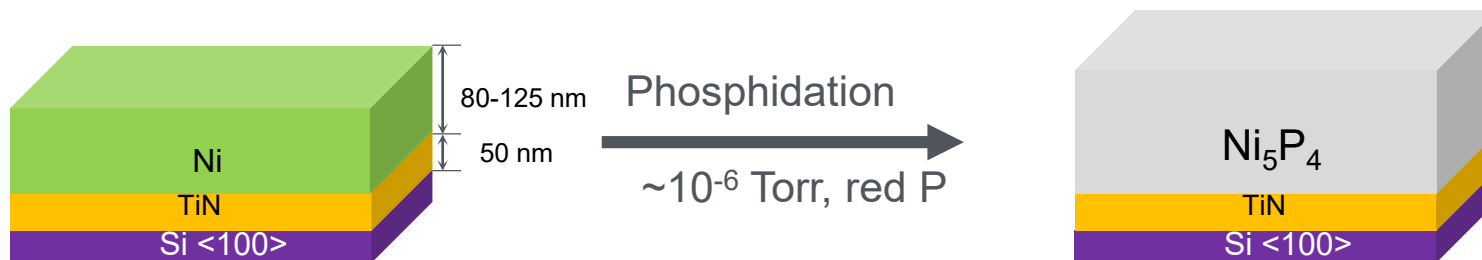 80-125 nm
50 nm
Ni
TiN
Si <100>
Phosphidation
~10⁻⁶ Torr, red P
Ni₅P₄
TiN
Si <100>